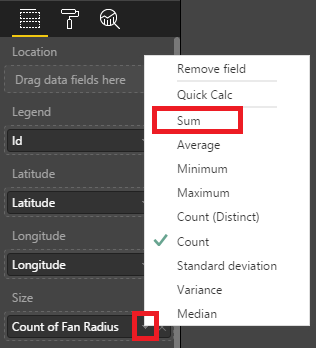 Location
Drag data fields here
Legend
Id
Latitude
Latitude
Longitude
Longitude
Size
Count of Fan Radius
Remove field
Quick Calc
Sum
Average
Minimum
Maximum
Count (Distinct)
Count
Standard deviation
Variance
Median